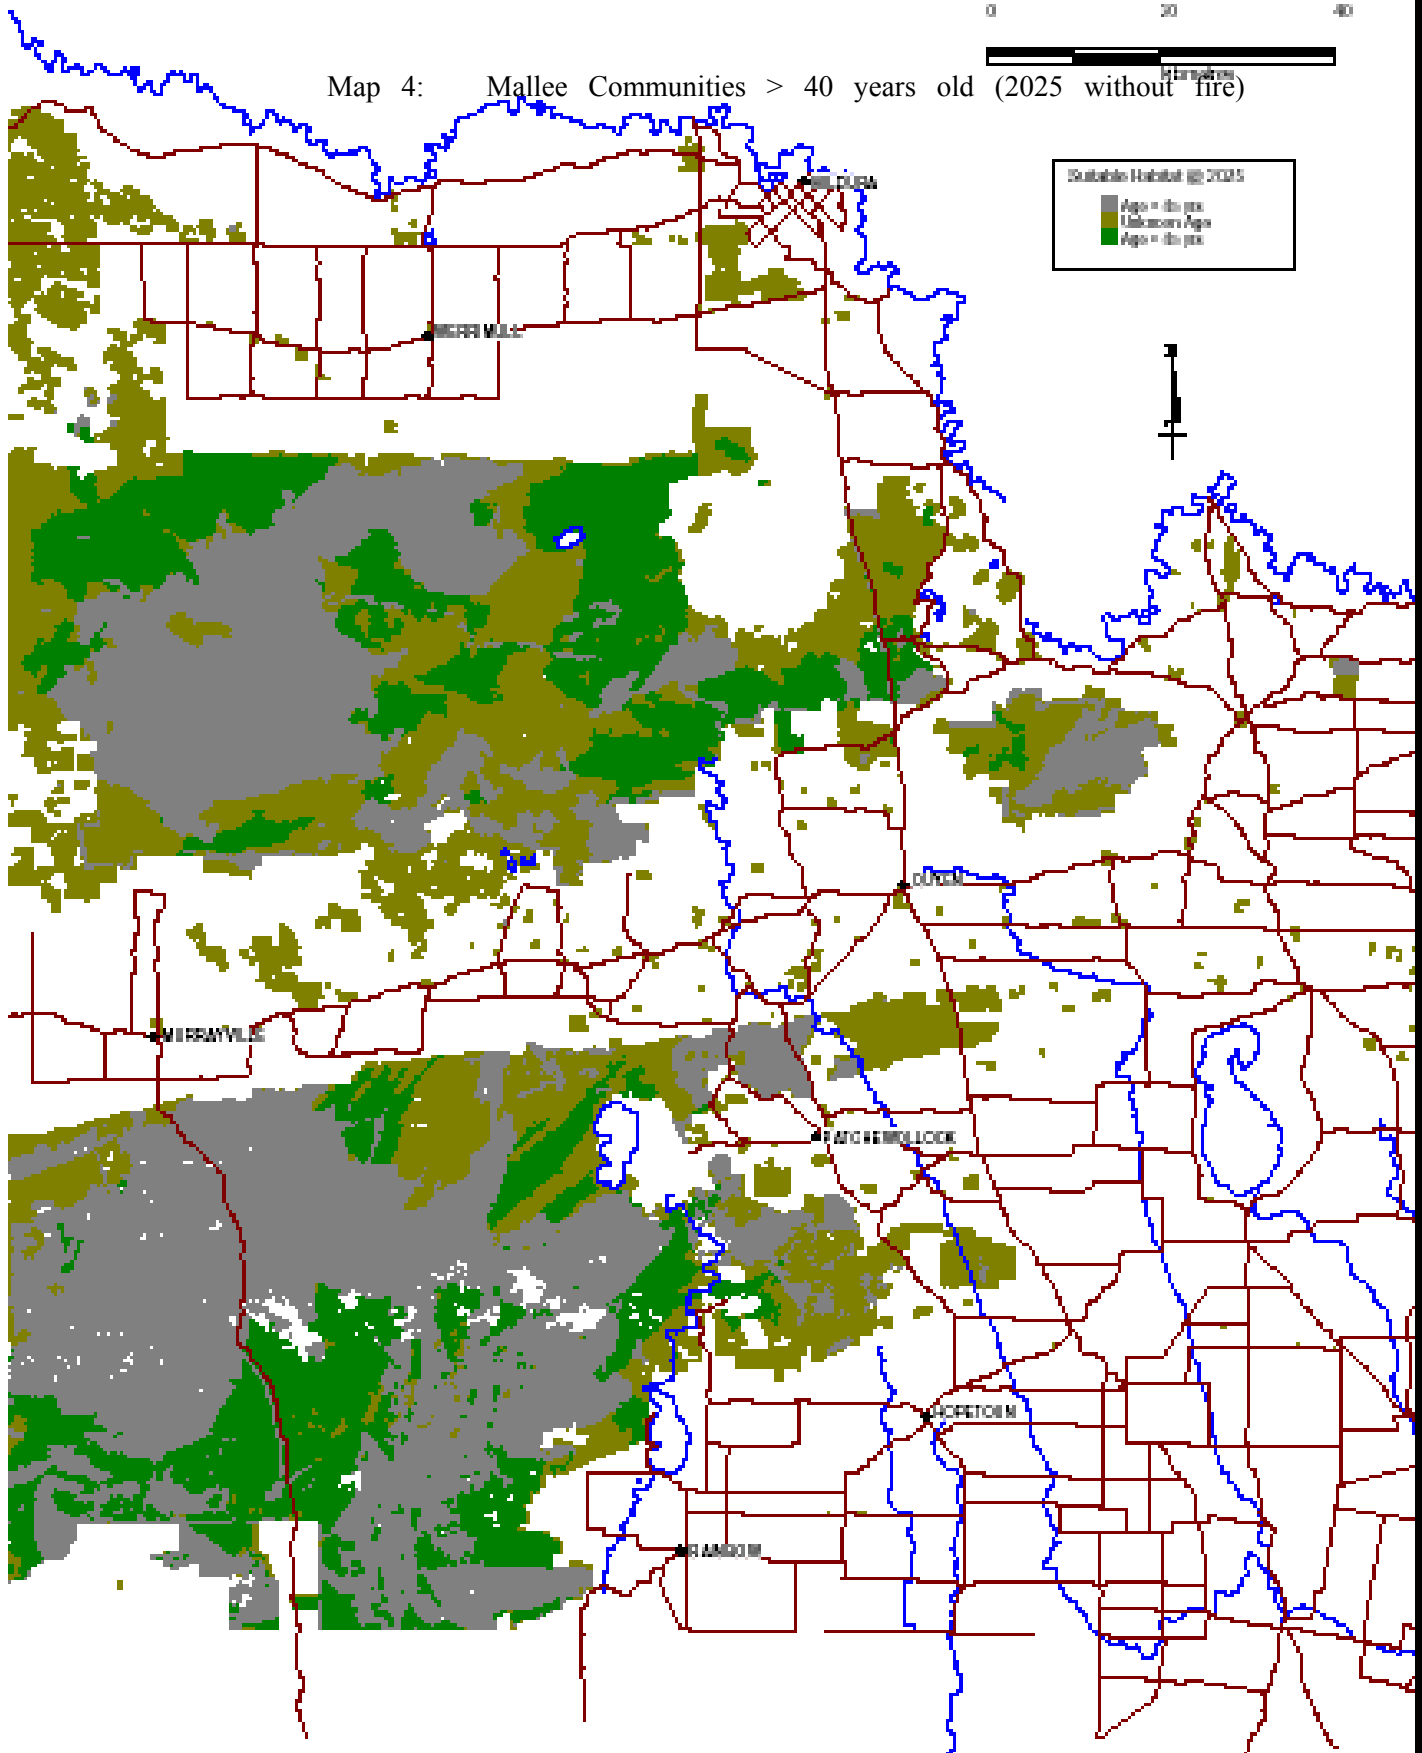 0 20 40
kilometres
Map 4: Mallee Communities > 40 years old (2025 without fire)
MILDURA
Suitable Habitat @ 2025
Unknown Age
MERRINULL
OUYEN
MURRAYVILLE
PATCHEWOLLOCK
HOPETOUN
RAINBOW